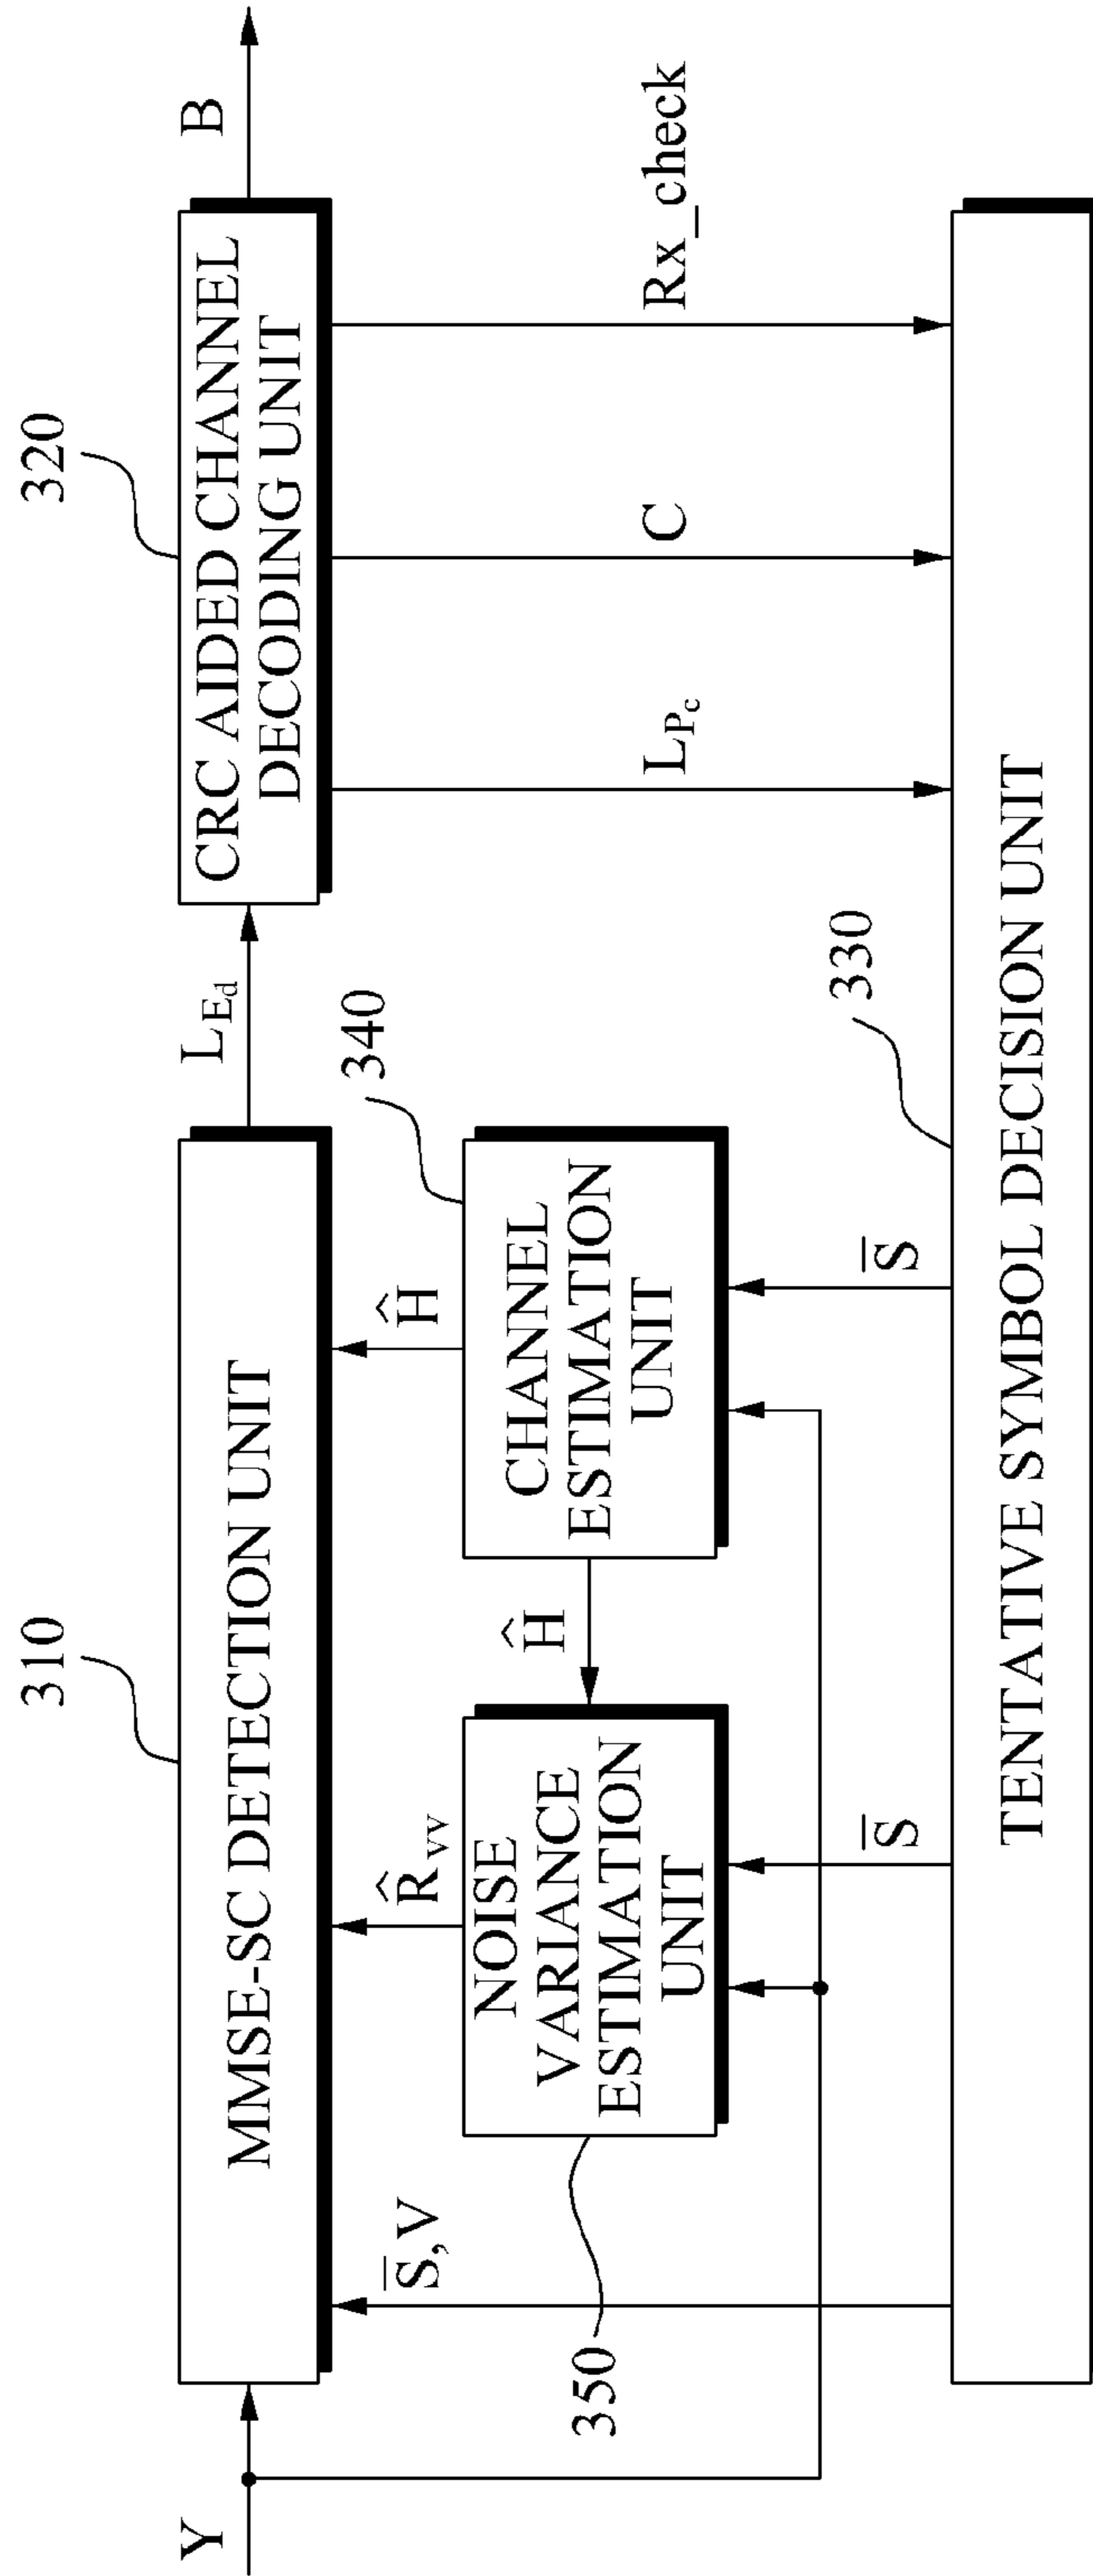 310
320
Y
MMSE-SC DETECTION UNIT
L_{E_d}
CRC AIDED CHANNEL
DECODING UNIT
B
S̅,V
R̂_{vv}
Ĥ
340
NOISE
VARIANCE
ESTIMATION
UNIT
Ĥ
CHANNEL
ESTIMATION
UNIT
L_{P_c}
C
Rx_check
350
S̅
S̅
330
TENTATIVE SYMBOL DECISION UNIT